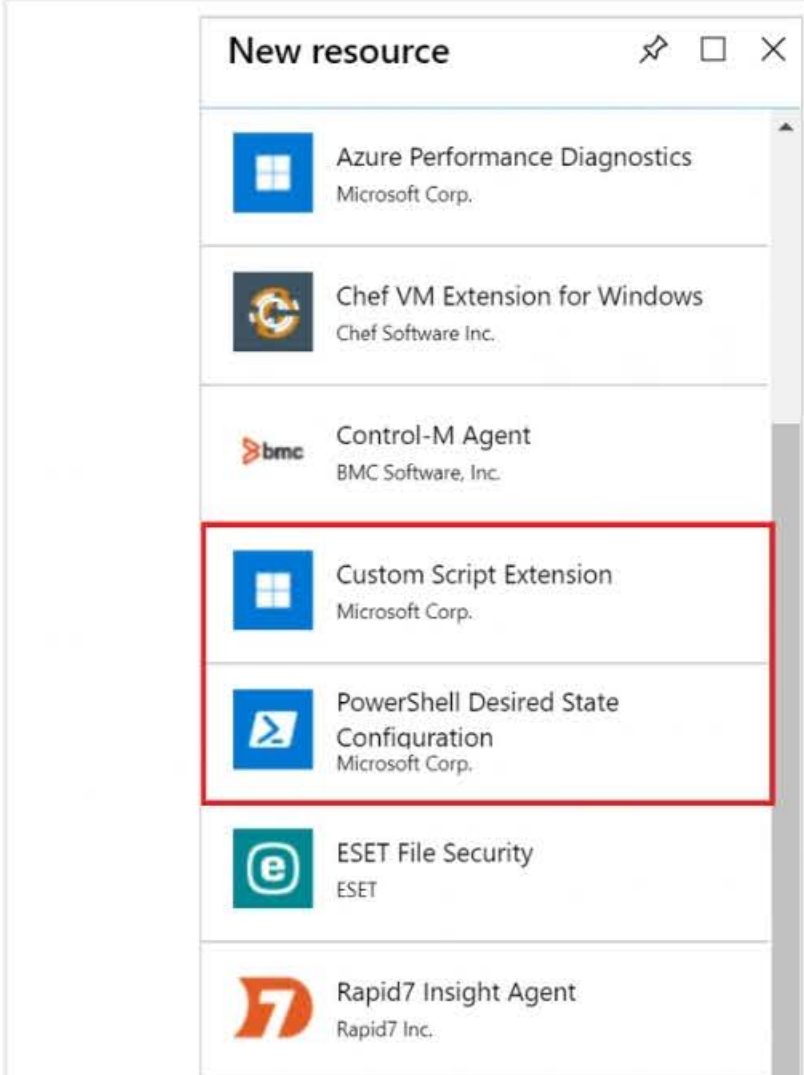 New resource
Azure Performance Diagnostics
Microsoft Corp.
Chef VM Extension for Windows
Chef Software Inc.
bmc
Control-M Agent
BMC Software, Inc.
Custom Script Extension
Microsoft Corp.
PowerShell Desired State
Configuration
Microsoft Corp.
e
ESET File Security
ESET
7
Rapid7 Insight Agent
Rapid7 Inc.